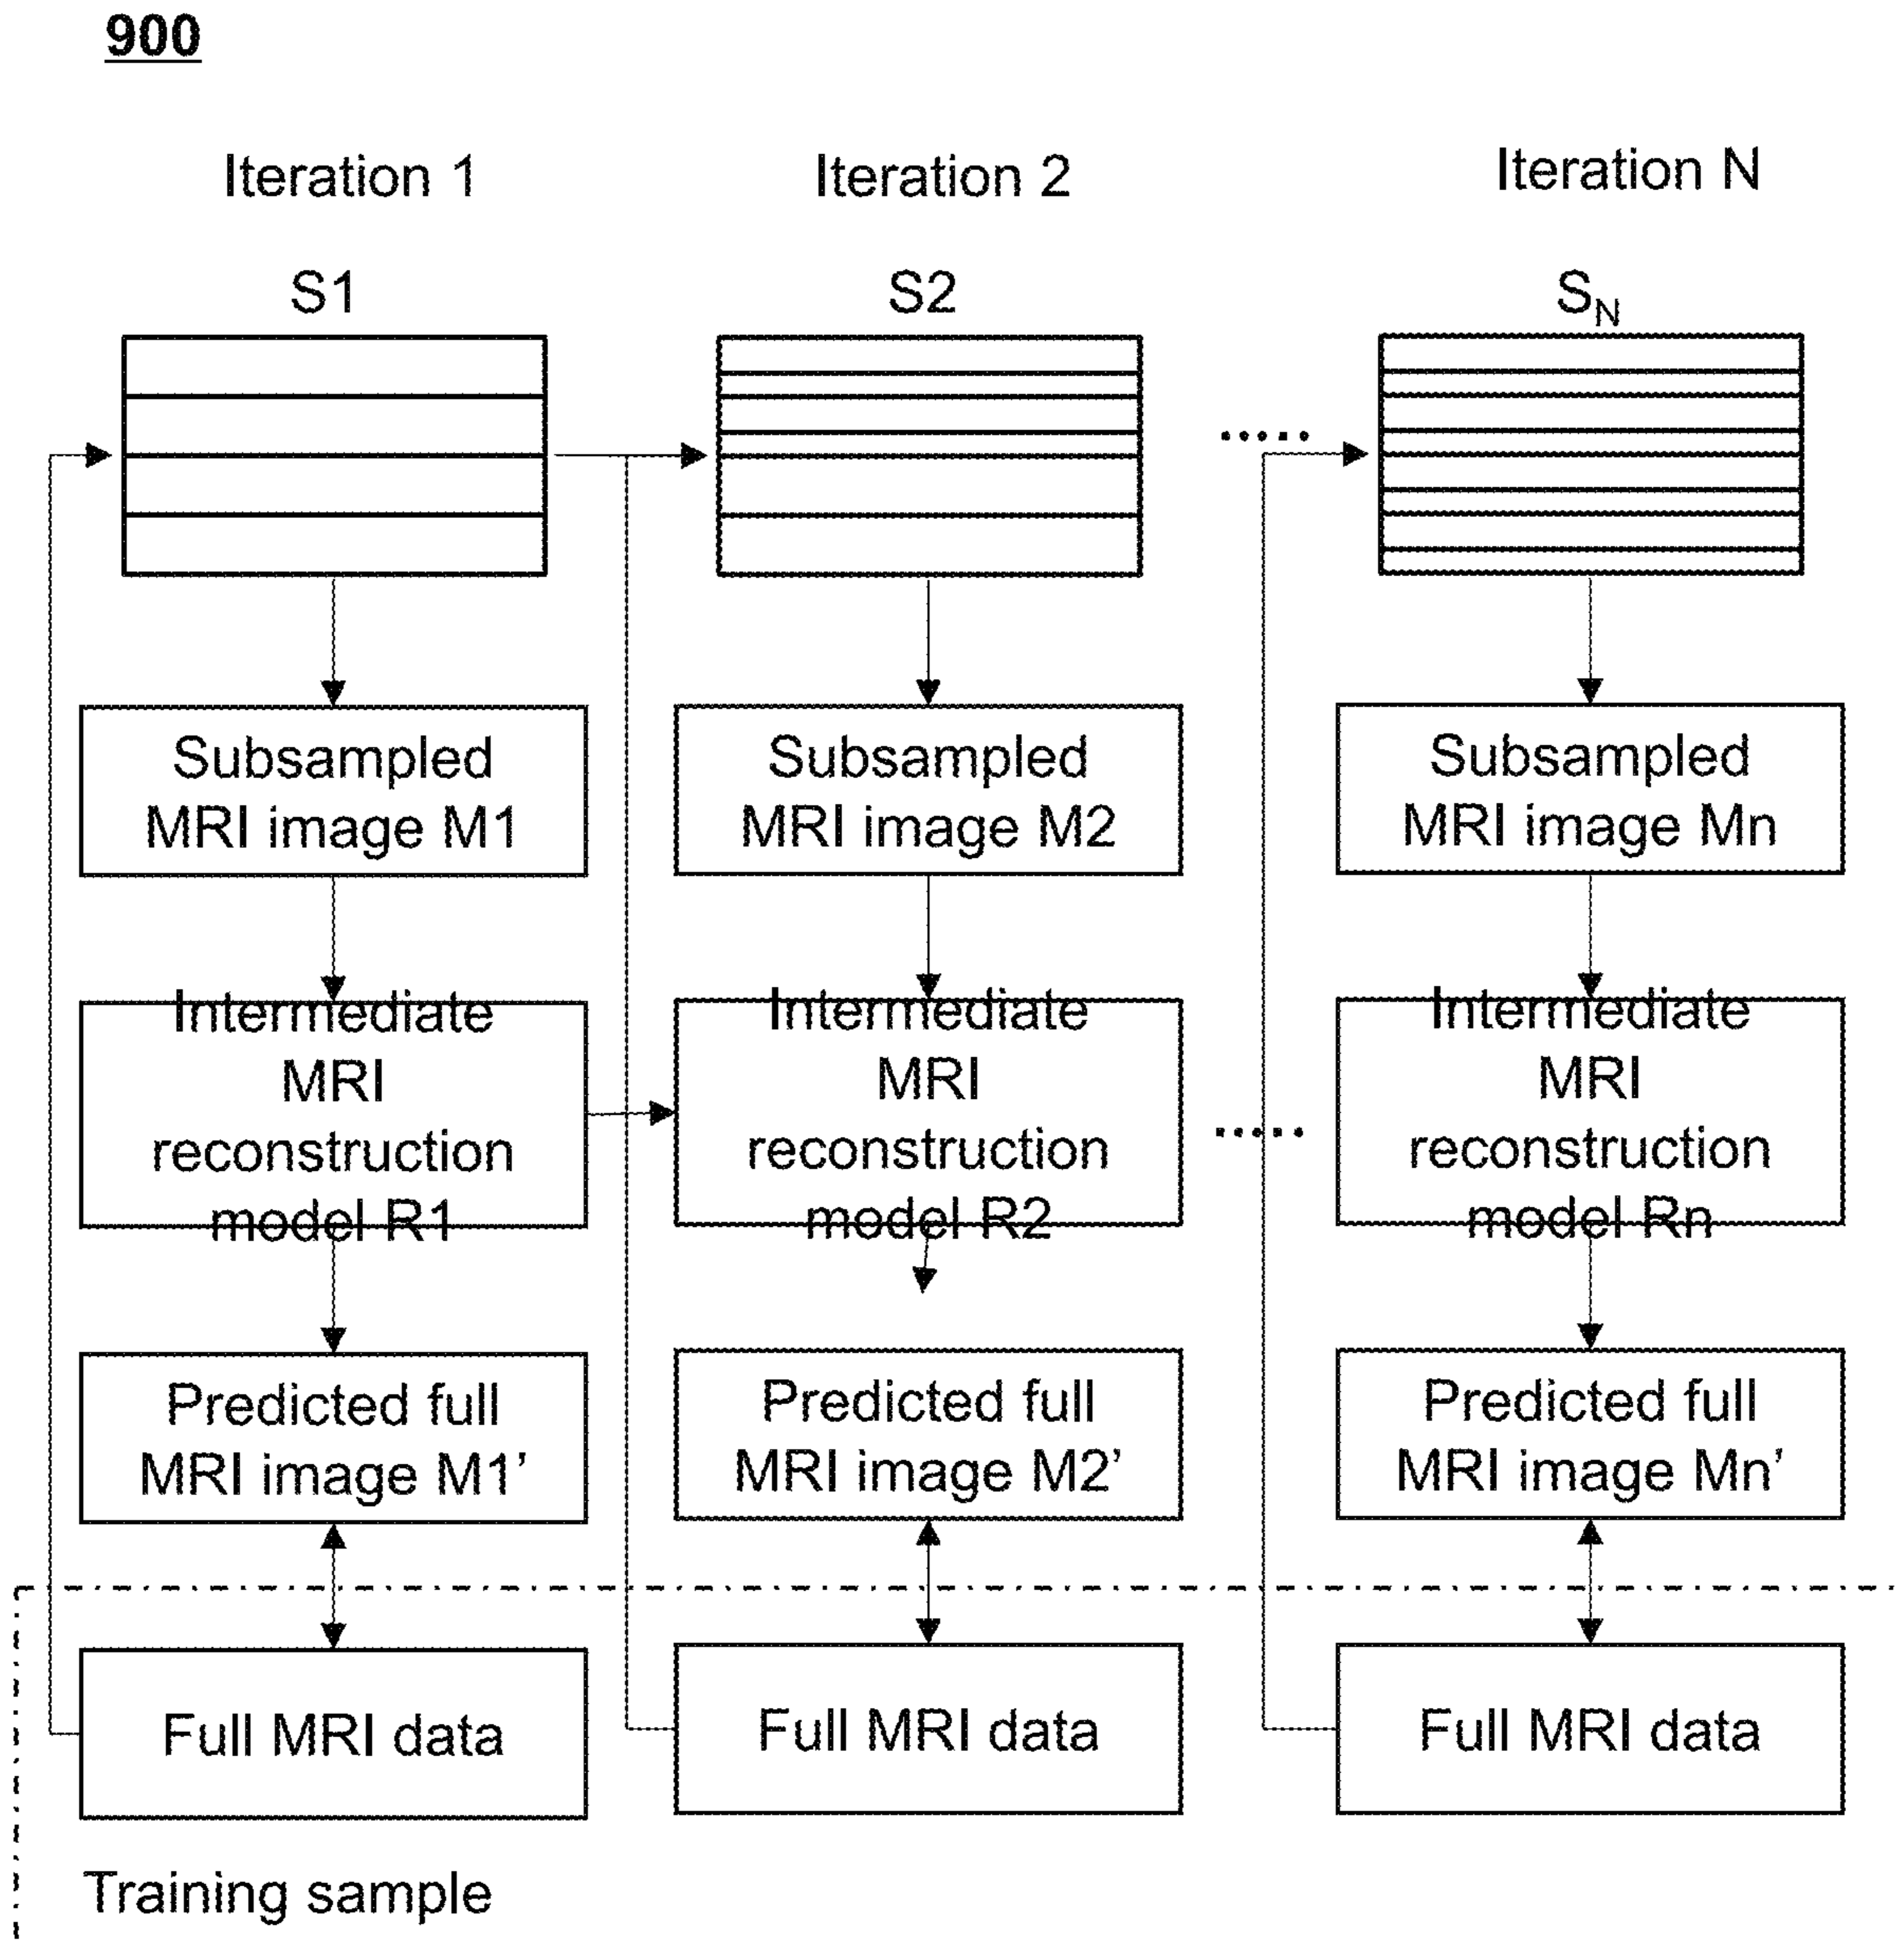 900
Iteration 1
Iteration 2
Iteration N
S1
S2
SN
Subsampled
MRI image M1
Subsampled
MRI image M2
Subsampled
MRI image Mn
Intermediate
MRI
reconstruction
model R1
Intermediate
MRI
reconstruction
model R2
Intermediate
MRI
reconstruction
model Rn
Predicted full
MRI image M1’
Predicted full
MRI image M2’
Predicted full
MRI image Mn’
Full MRI data
Full MRI data
Full MRI data
Training sample